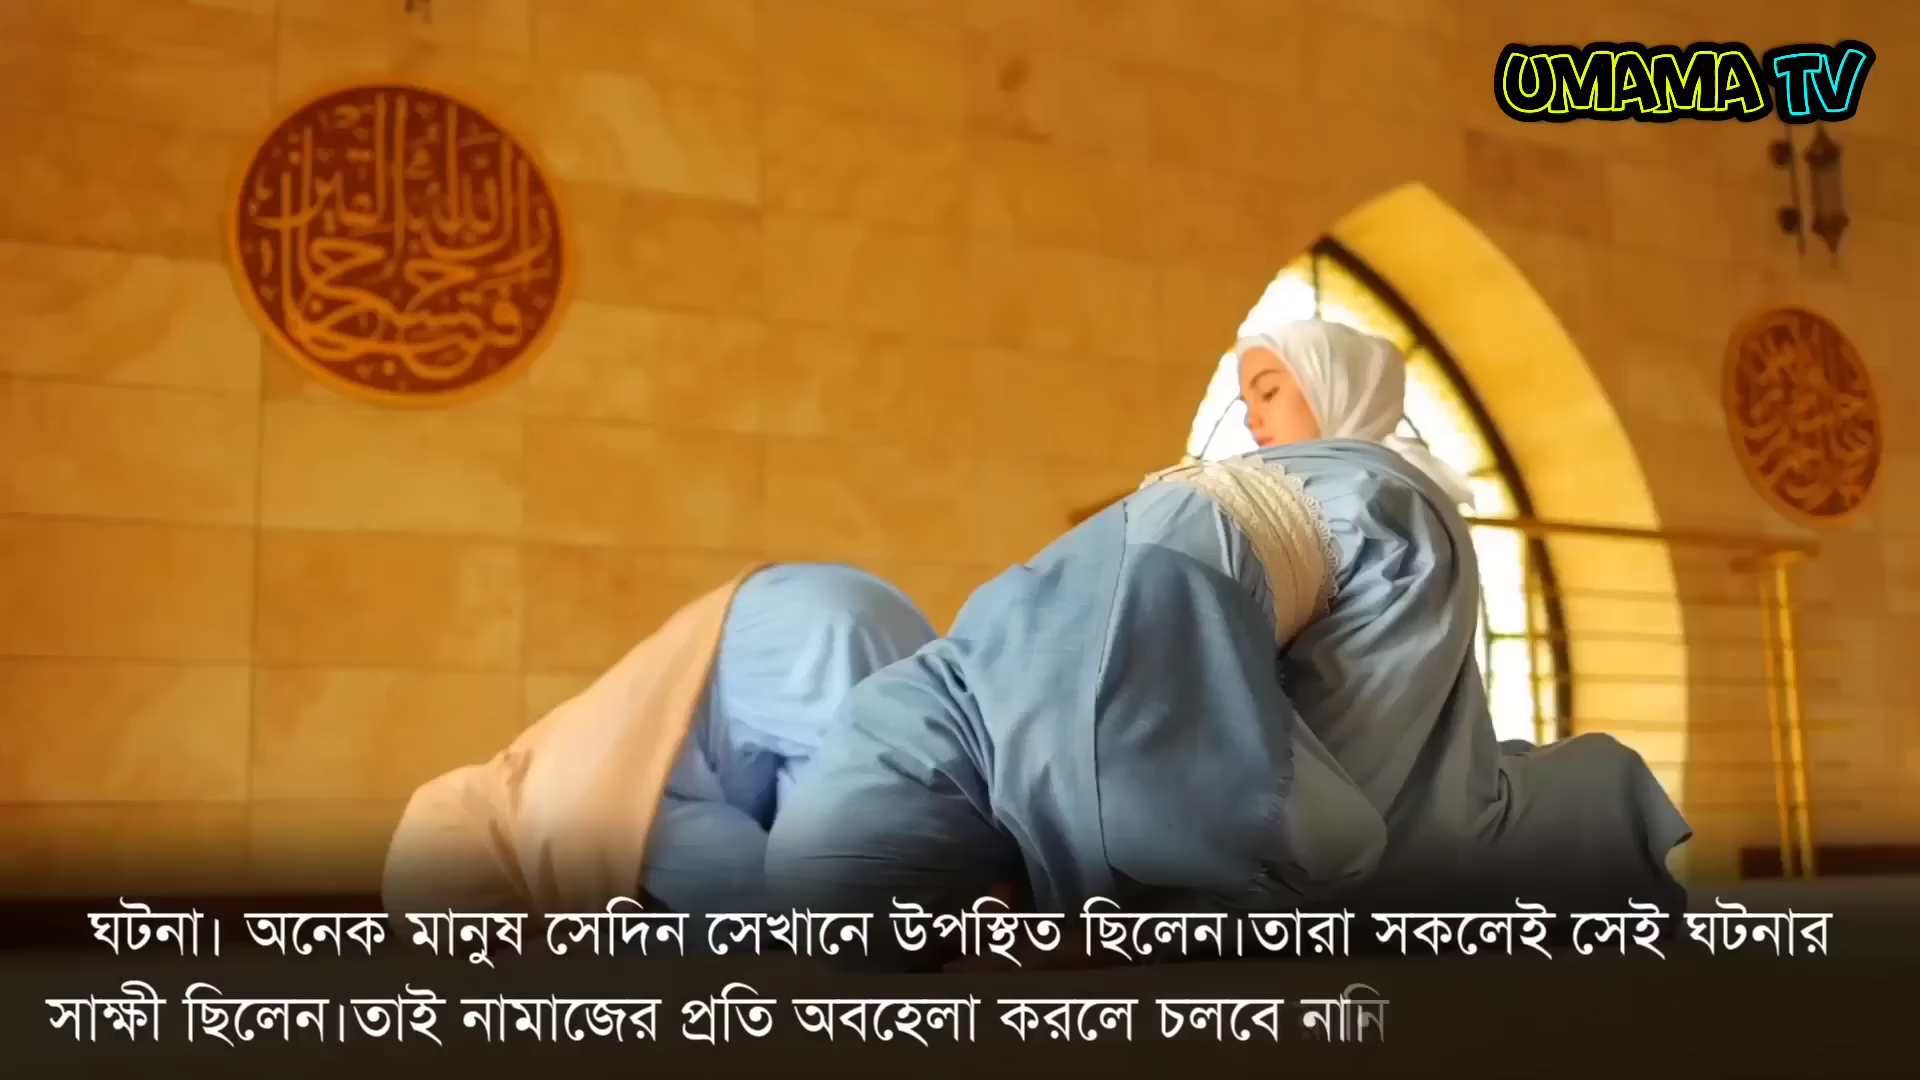 UMAMA TV
ঘটনা। অনেক মানুষ সেদিন সেখানে উপস্থিত ছিলেন।তারা সকলেই সেই ঘটনার
সাক্ষী ছিলেন।তাই নামাজের প্রতি অবহেলা করলে চলবে না